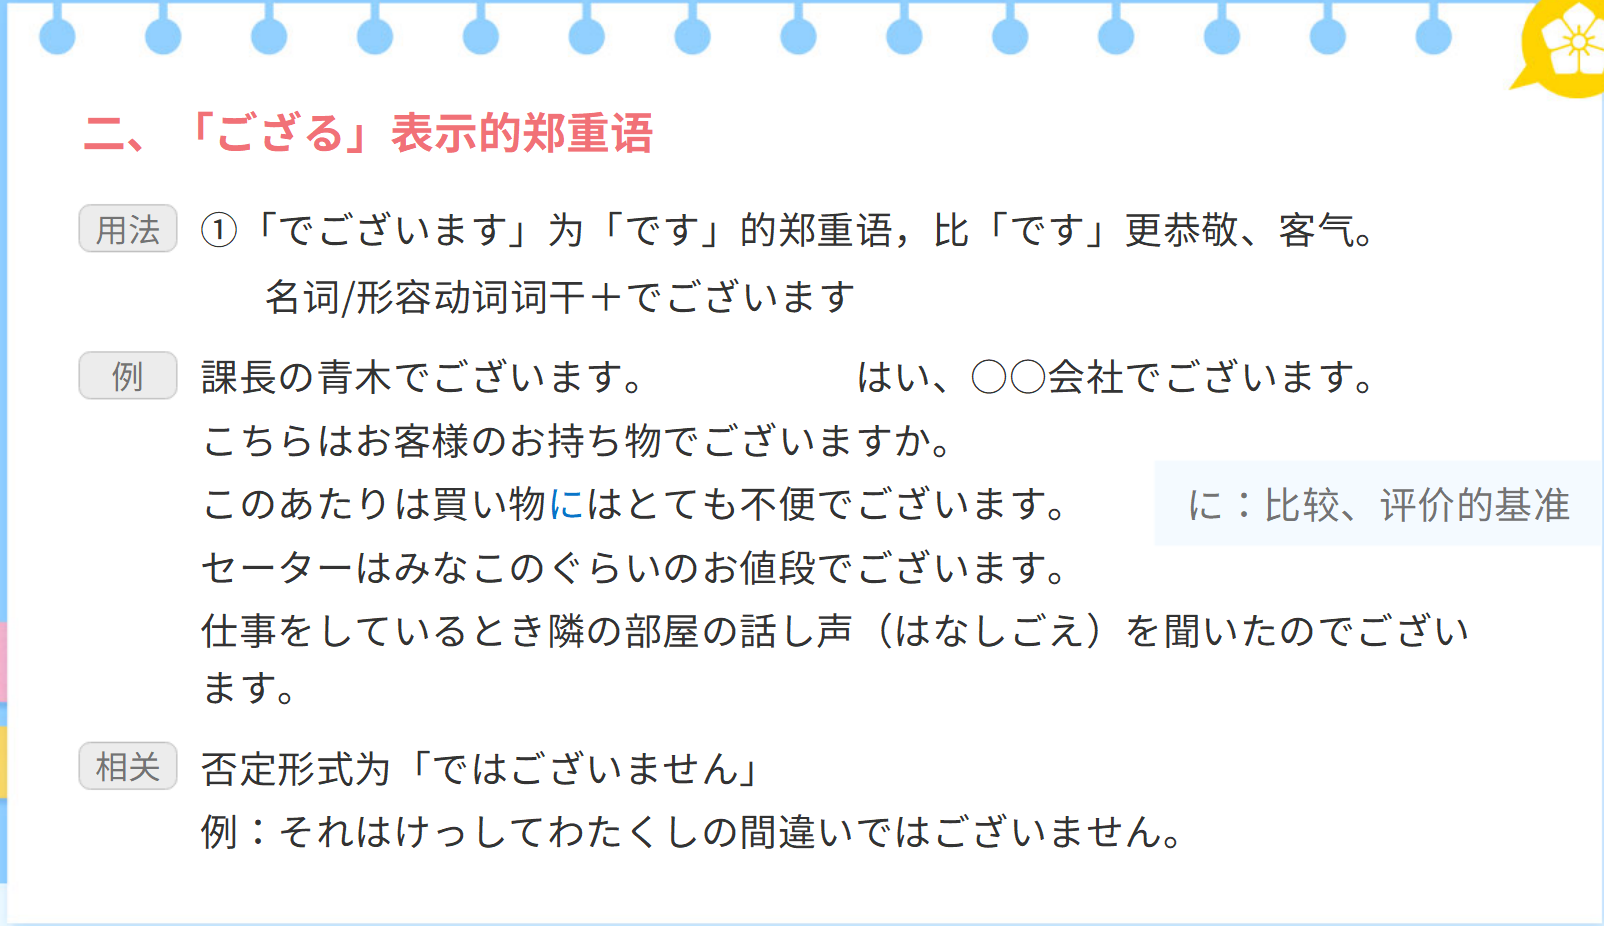 二、「ござる」表示的郑重语
用法 ①「でございます」为「です」的郑重语，比「です」更恭敬、客气。
名词/形容动词词干＋でございます
例 課長の青木でございます。 はい、〇〇会社でございます。
こちらはお客様のお持ち物でございますか。
このあたりは買い物にはとても不便でございます。 に：比较、评价的基准
セーターはみなこのぐらいのお値段でございます。
仕事をしているとき隣の部屋の話し声（はなしごえ）を聞いたのでござい
ます。
相关 否定形式为「ではございません」
例：それはけっしてわたくしの間違いではございません。